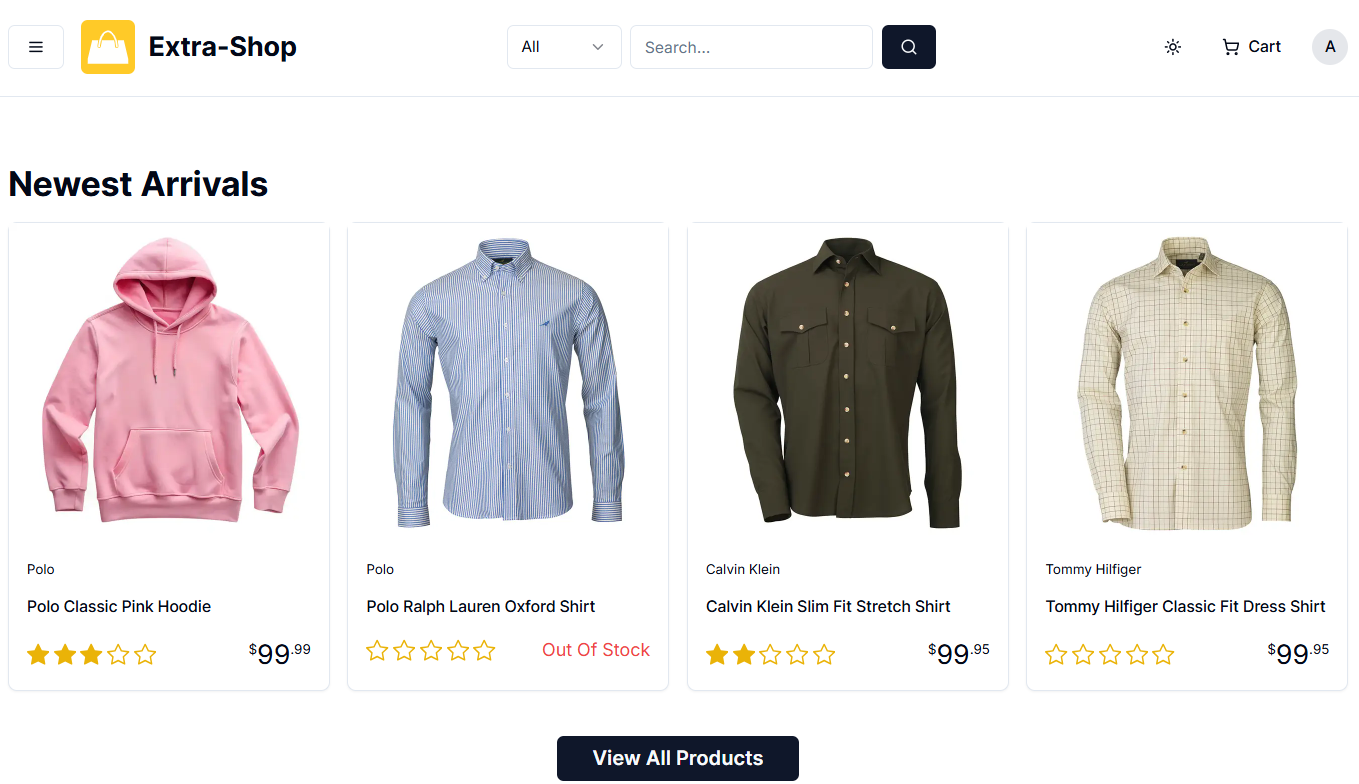 Extra-Shop
All
Search...
Cart
A
Newest Arrivals
Polo
Polo Classic Pink Hoodie
$99.99
Polo
Polo Ralph Lauren Oxford Shirt
Out Of Stock
Calvin Klein
Calvin Klein Slim Fit Stretch Shirt
$99.95
Tommy Hilfiger
Tommy Hilfiger Classic Fit Dress Shirt
$99.95
View All Products